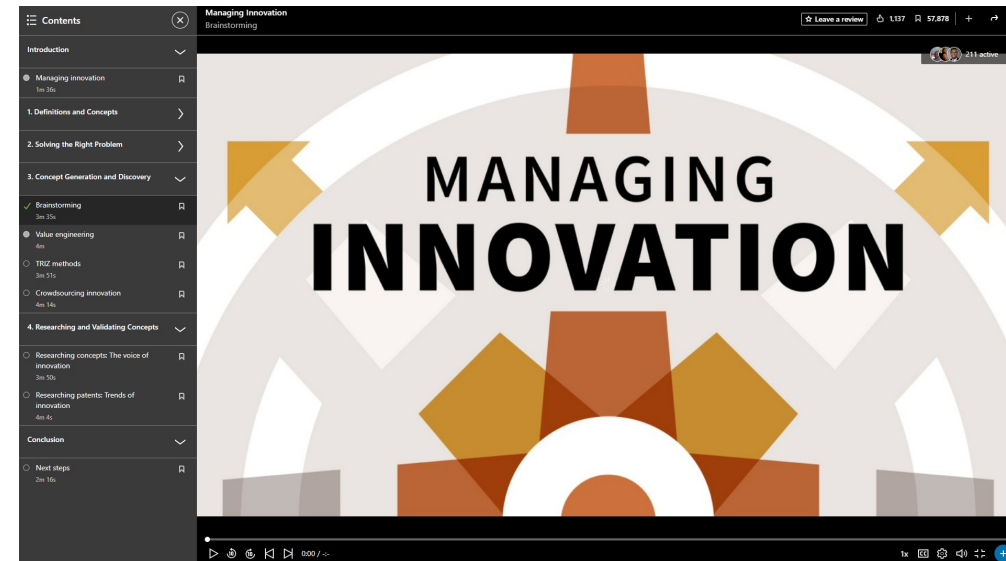 Contents
Introduction
Managing innovation
1m 36s
1. Definitions and Concepts
2. Solving the Right Problem
3. Concept Generation and Discovery
Brainstorming
3m 35s
Value engineering
4m
TRIZ methods
3m 51s
Crowdsourcing innovation
4m 14s
4. Researching and Validating Concepts
Researching concepts: The voice of
innovation
3m 50s
Researching patents: Trends of
innovation
4m 4s
Conclusion
Next steps
2m 16s
Managing Innovation
Brainstorming
Leave a review
1,137
57,878
211 active
MANAGING
INNOVATION
10
10
0:00 / -:-
1x
CC